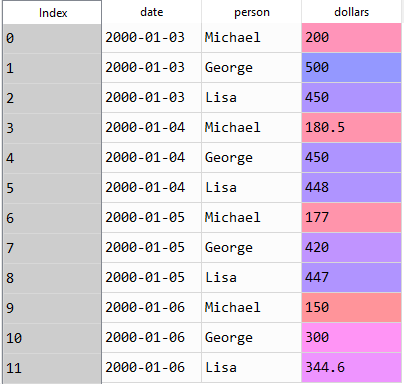 Index date person dollars
0 2000-01-03 Michael 200
1 2000-01-03 George 500
2 2000-01-03 Lisa 450
3 2000-01-04 Michael 180.5
4 2000-01-04 George 450
5 2000-01-04 Lisa 448
6 2000-01-05 Michael 177
7 2000-01-05 George 420
8 2000-01-05 Lisa 447
9 2000-01-06 Michael 150
10 2000-01-06 George 300
11 2000-01-06 Lisa 344.6